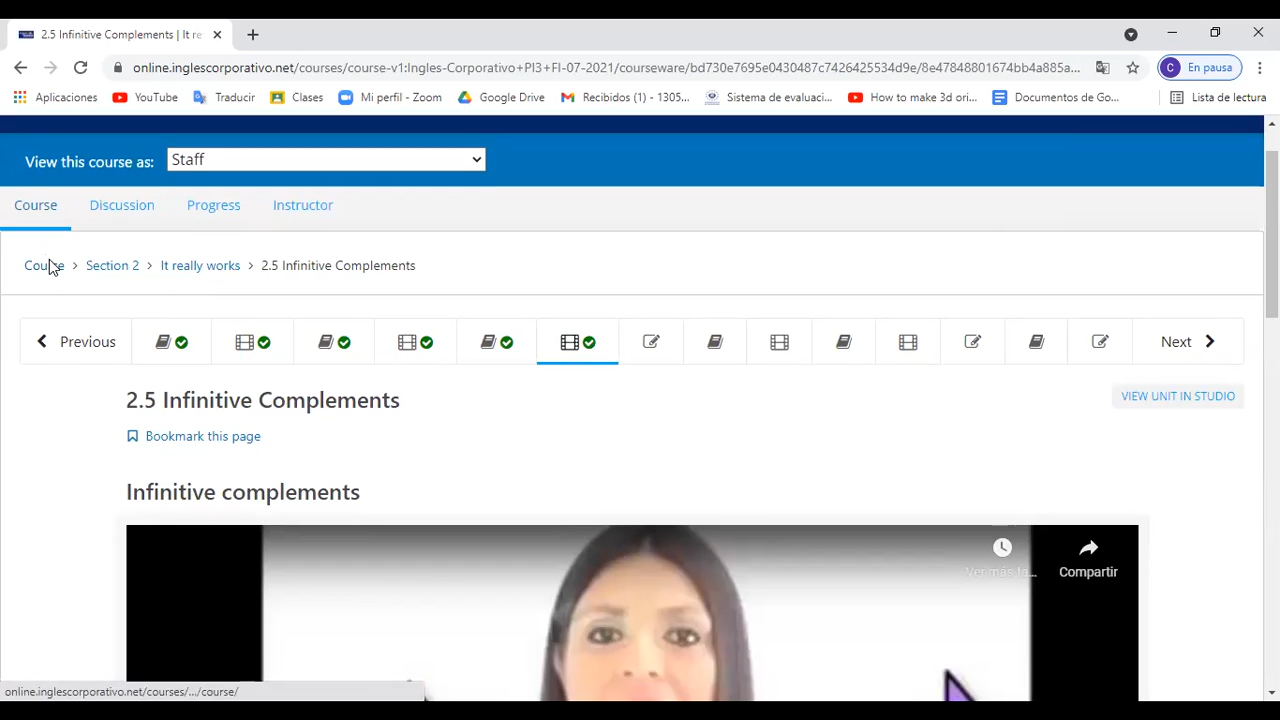 2.5 Infinitive Complements | It re
online.inglescorporativo.net/courses/course-v1:Ingles-Corporativo+PI3+FI-07-2021/courseware/bd730e7695e0430487c7426425534d9e/8e47848801674bb4a885a...
C En pausa
Aplicaciones YouTube Traducir Clases Mi perfil - Zoom Google Drive Recibidos (1) - 1305... Sistema de evaluaci... How to make 3d ori... Documentos de Go... Lista de lectura
View this course as: Staff
Course Discussion Progress Instructor
Course > Section 2 > It really works > 2.5 Infinitive Complements
Previous Next
2.5 Infinitive Complements
VIEW UNIT IN STUDIO
Bookmark this page
Infinitive complements
Ver más ta... Compartir
online.inglescorporativo.net/courses/.../course/